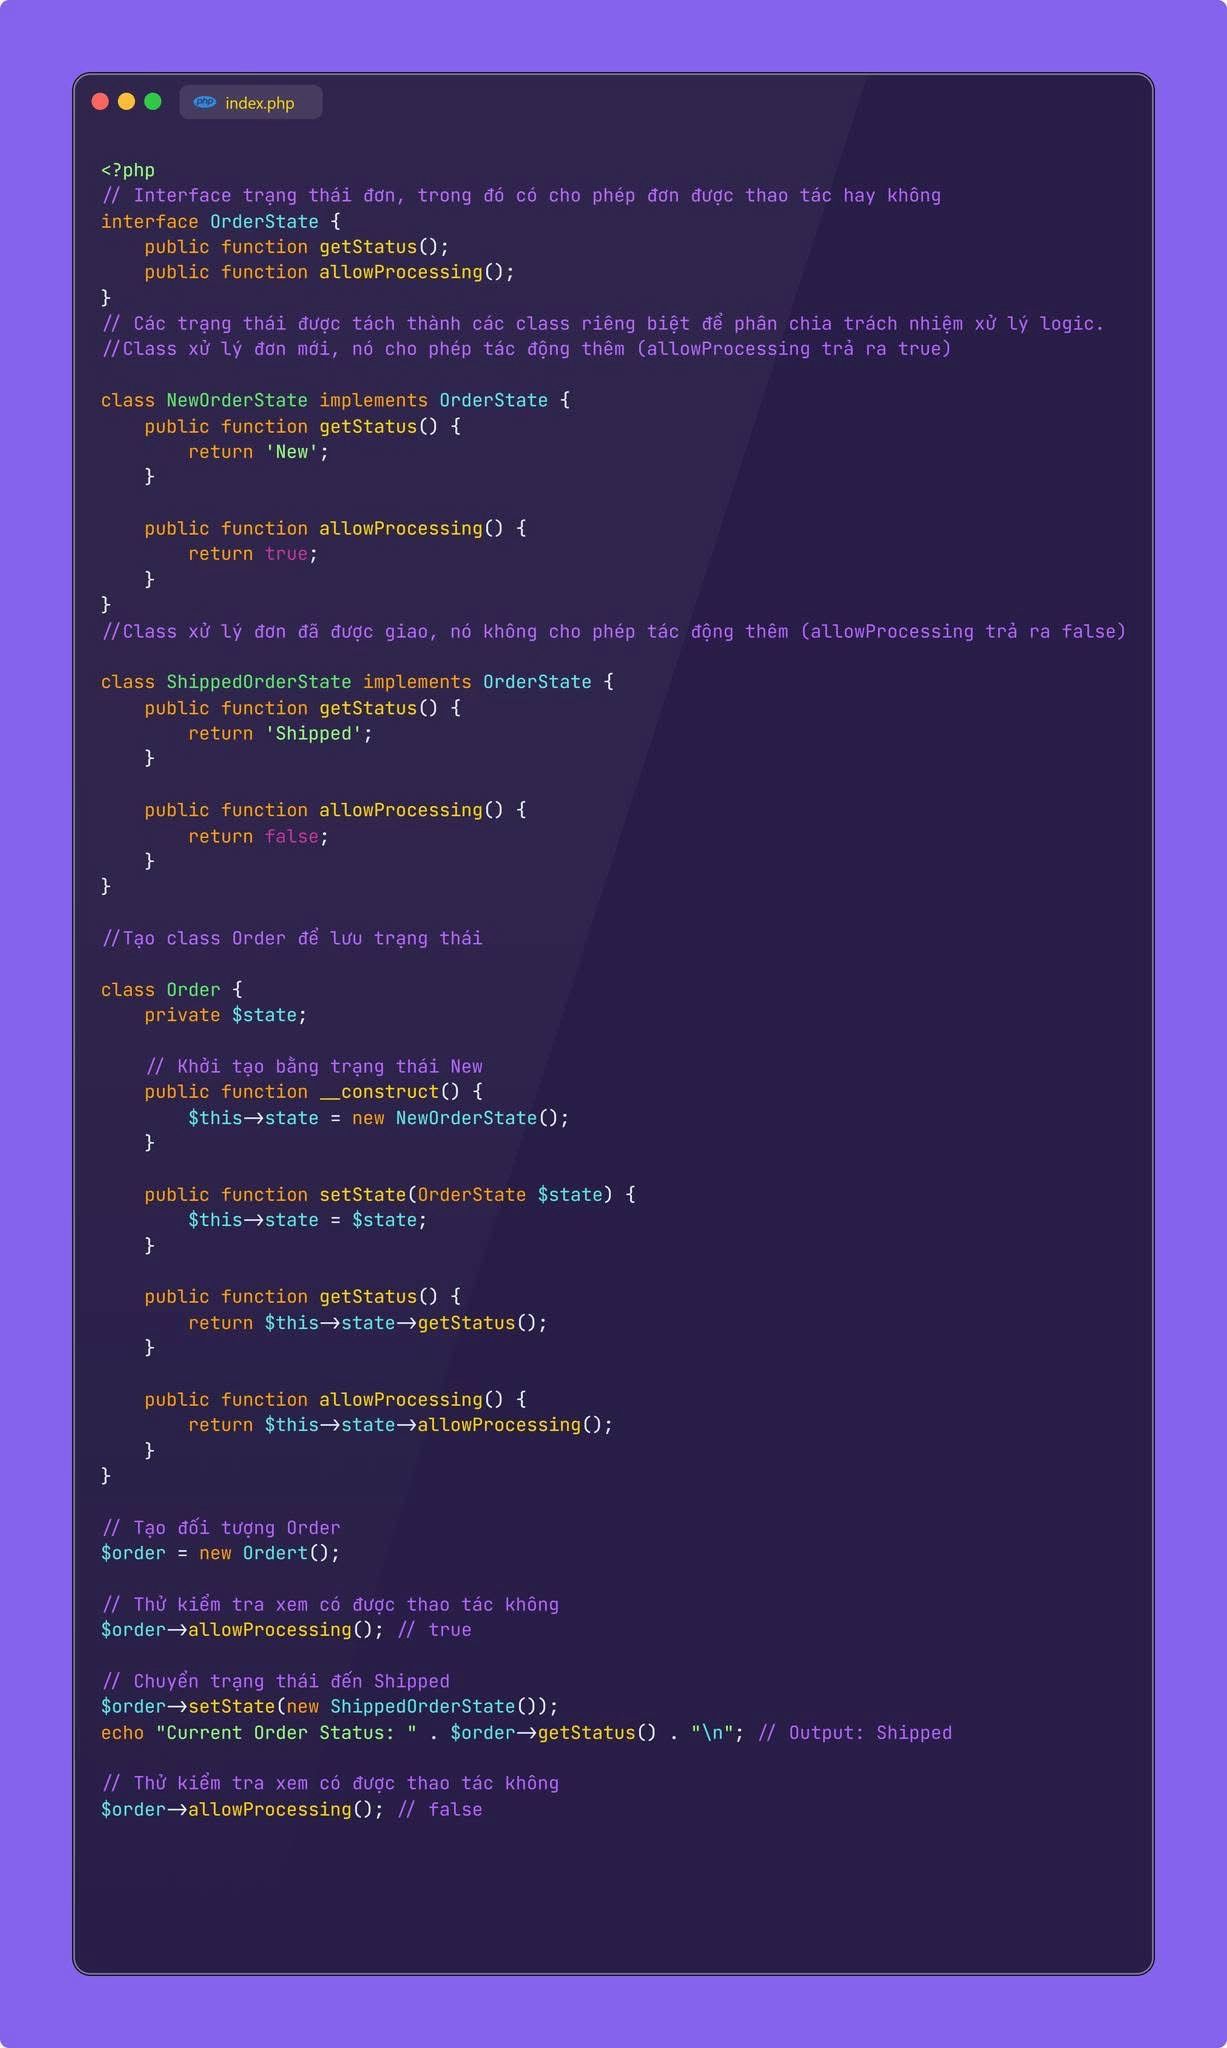 php index.php
<?php
// Interface trạng thái đơn, trong đó có cho phép đơn được thao tác hay không
interface OrderState {
    public function getStatus();
    public function allowProcessing();
}
// Các trạng thái được tách thành các class riêng biệt để phân chia trách nhiệm xử lý logic.
//Class xử lý đơn mới, nó cho phép tác động thêm (allowProcessing trả ra true)

class NewOrderState implements OrderState {
    public function getStatus() {
        return 'New';
    }

    public function allowProcessing() {
        return true;
    }
}
//Class xử lý đơn đã được giao, nó không cho phép tác động thêm (allowProcessing trả ra false)

class ShippedOrderState implements OrderState {
    public function getStatus() {
        return 'Shipped';
    }

    public function allowProcessing() {
        return false;
    }
}

//Tạo class Order để lưu trạng thái

class Order {
    private $state;

    // Khởi tạo bằng trạng thái New
    public function __construct() {
        $this->state = new NewOrderState();
    }

    public function setState(OrderState $state) {
        $this->state = $state;
    }

    public function getStatus() {
        return $this->state->getStatus();
    }

    public function allowProcessing() {
        return $this->state->allowProcessing();
    }
}

// Tạo đối tượng Order
$order = new Ordert();

// Thử kiểm tra xem có được thao tác không
$order->allowProcessing(); // true

// Chuyển trạng thái đến Shipped
$order->setState(new ShippedOrderState());
echo "Current Order Status: " . $order->getStatus() . "\n"; // Output: Shipped

// Thử kiểm tra xem có được thao tác không
$order->allowProcessing(); // false